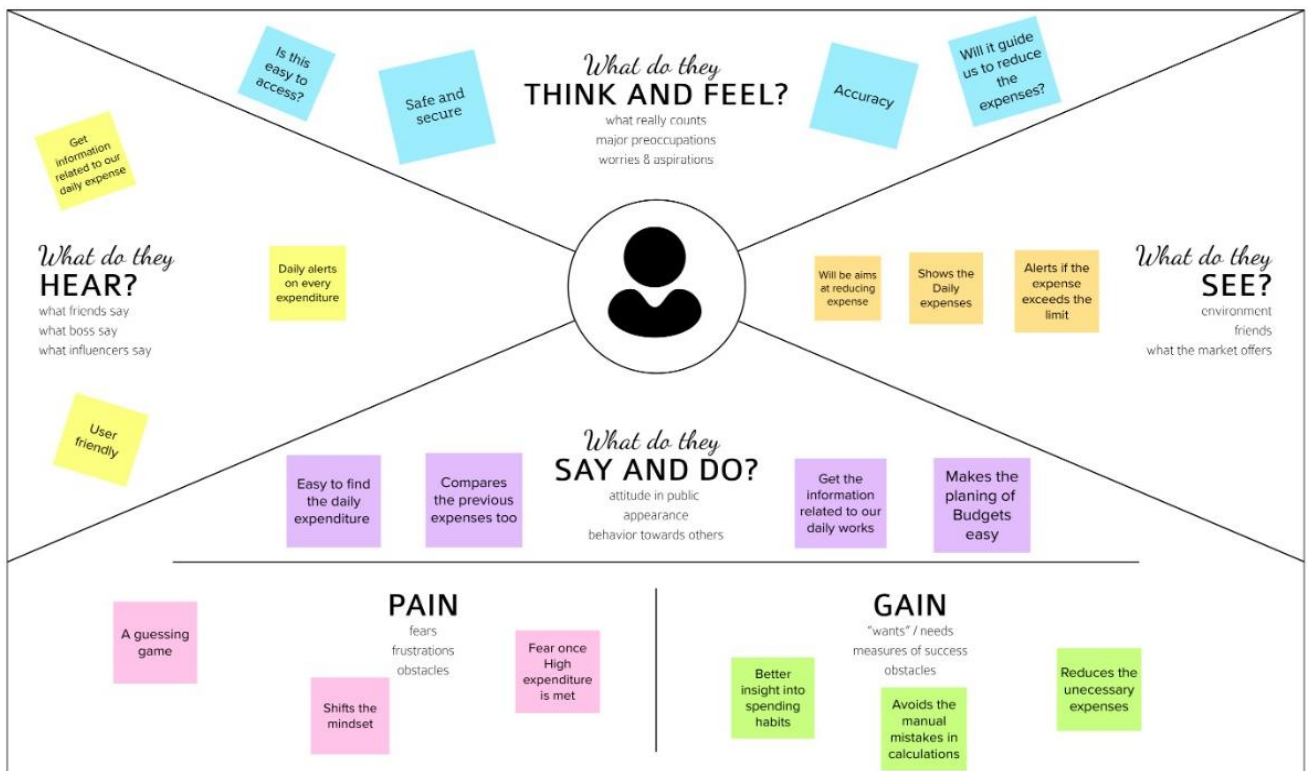 Is this
easy to
access?
Safe and
secure
What do they
THINK AND FEEL?
what really counts
major preoccupations
worries & aspirations
Accuracy
Will it guide
us to reduce
the
expenses?
Get
information
related to our
daily expense
What do they
HEAR?
what friends say
what boss say
what influencers say
Daily alerts
on every
expenditure
User
friendly
Will be aims
at reducing
expense
Shows the
Daily
expenses
Alerts if the
expense
exceeds the
limit
What do they
SEE?
environment
friends
what the market offers
What do they
SAY AND DO?
attitude in public
appearance
behavior towards others
Easy to find
the daily
expenditure
Compares
the previous
expenses too
Get the
information
related to our
daily works
Makes the
planing of
Budgets
easy
PAIN
fears
frustrations
obstacles
A guessing
game
Shifts the
mindset
Fear once
High
expenditure
is met
GAIN
"wants" / needs
measures of success
obstacles
Better
insight into
spending
habits
Avoids the
manual
mistakes in
calculations
Reduces the
unecessary
expenses